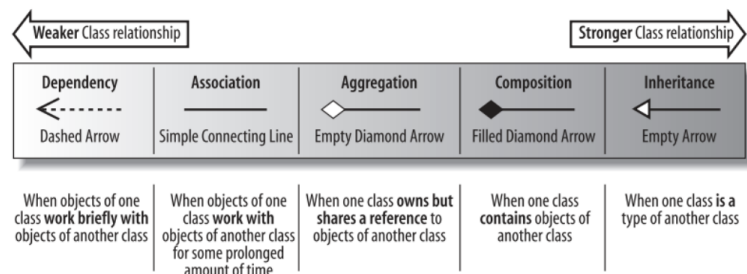 Weaker Class relationship
Stronger Class relationship
Dependency
Association
Aggregation
Composition
Inheritance
Dashed Arrow
Simple Connecting Line
Empty Diamond Arrow
Filled Diamond Arrow
Empty Arrow
When objects of one
class work briefly with
objects of another class
When objects of one
class work with
objects of another class
for some prolonged
amount of time
When one class owns but
shares a reference to
objects of another class
When one class
contains objects of
another class
When one class is a
type of another class